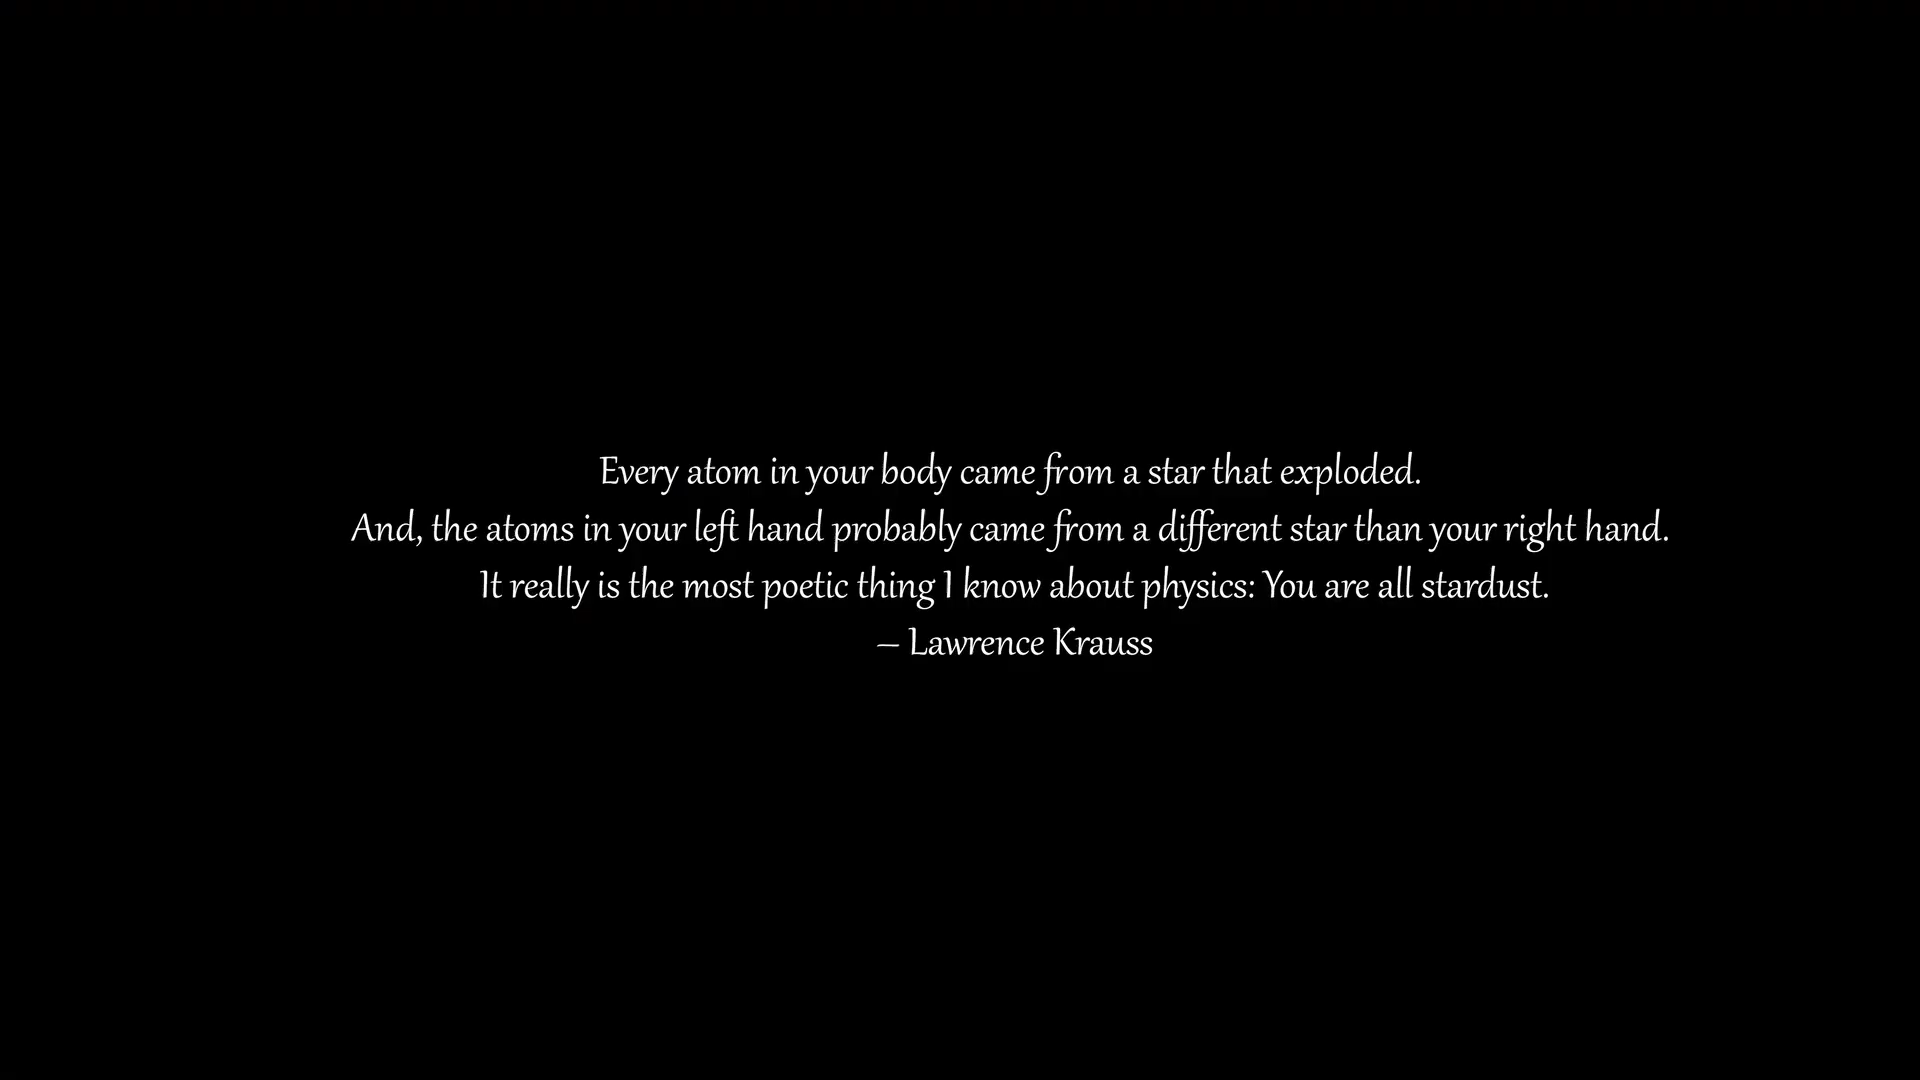 Every atom in your body came from a star that exploded.
And, the atoms in your left hand probably came from a different star than your right hand.
It really is the most poetic thing I know about physics: You are all stardust.
– Lawrence Krauss